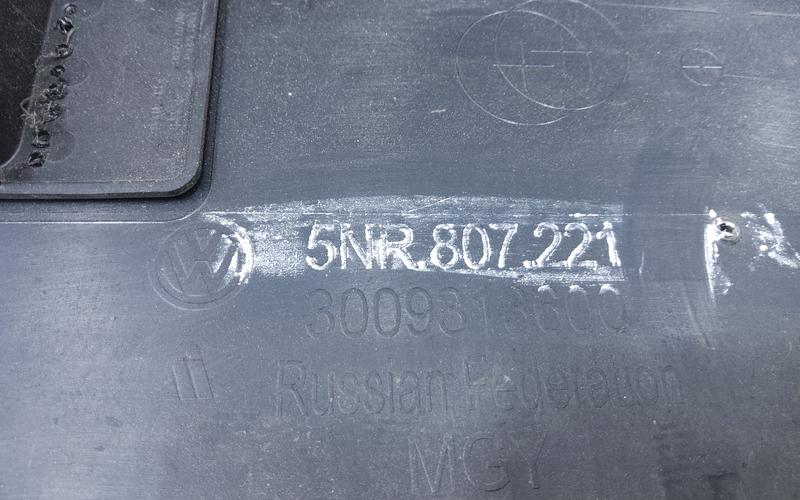 5NR.807.221
3009313600
Russian Federation
MGY